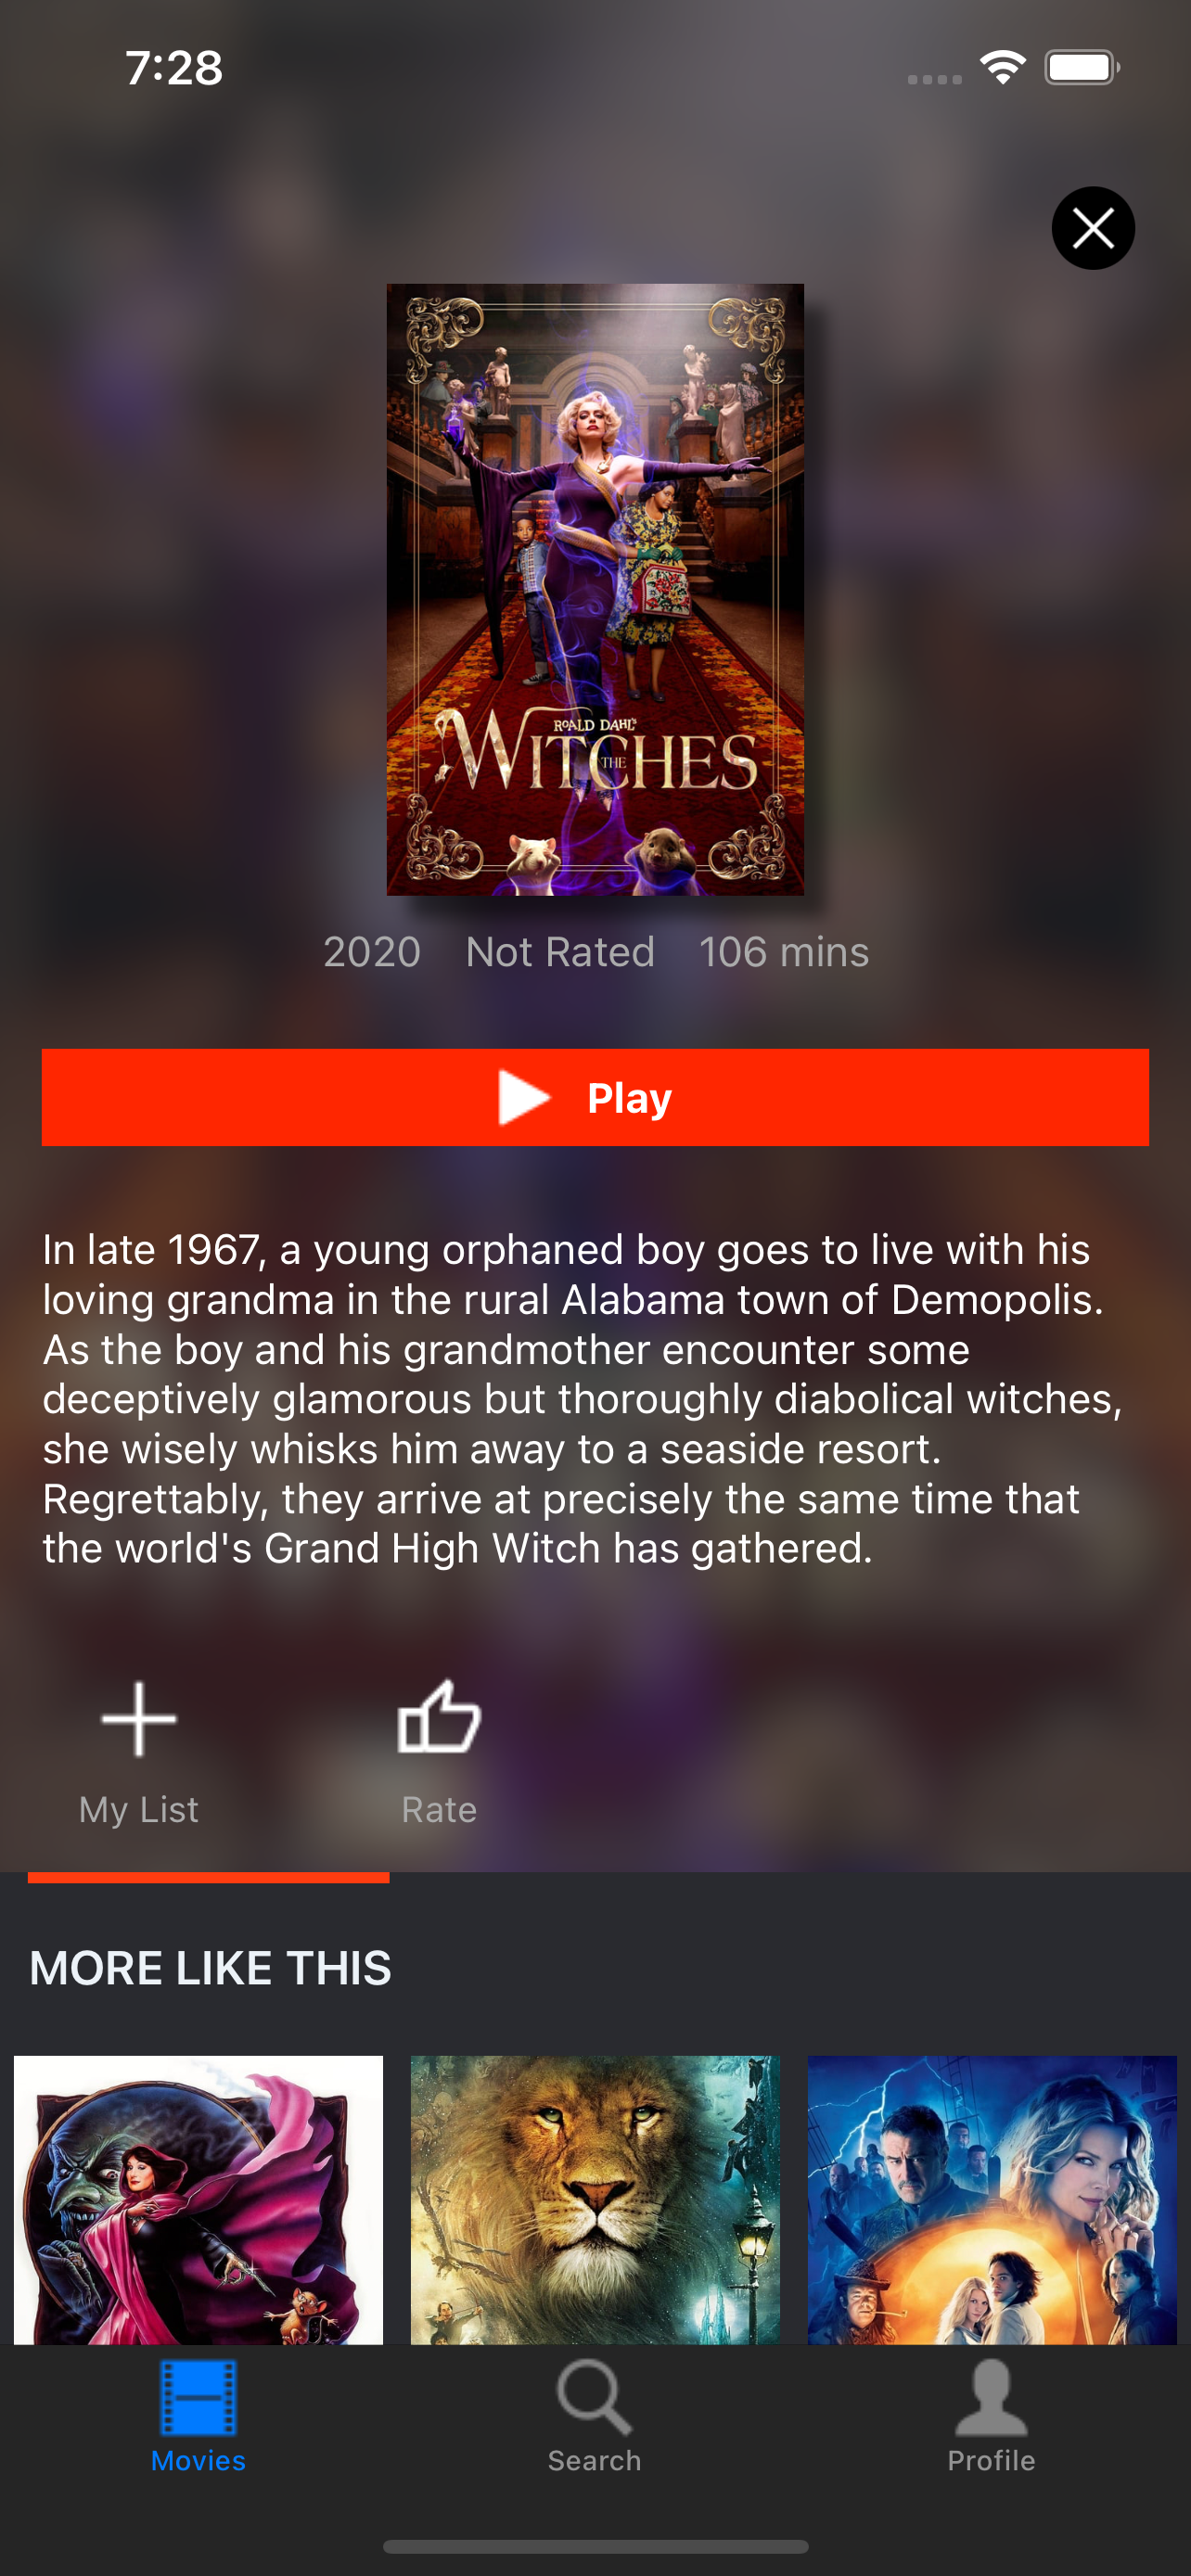 7:28
ROALD DAHL'S
THE
WITCHES
2020 Not Rated 106 mins
Play
In late 1967, a young orphaned boy goes to live with his
loving grandma in the rural Alabama town of Demopolis.
As the boy and his grandmother encounter some
deceptively glamorous but thoroughly diabolical witches,
she wisely whisks him away to a seaside resort.
Regrettably, they arrive at precisely the same time that
the world's Grand High Witch has gathered.
My List Rate
MORE LIKE THIS
Movies Search Profile